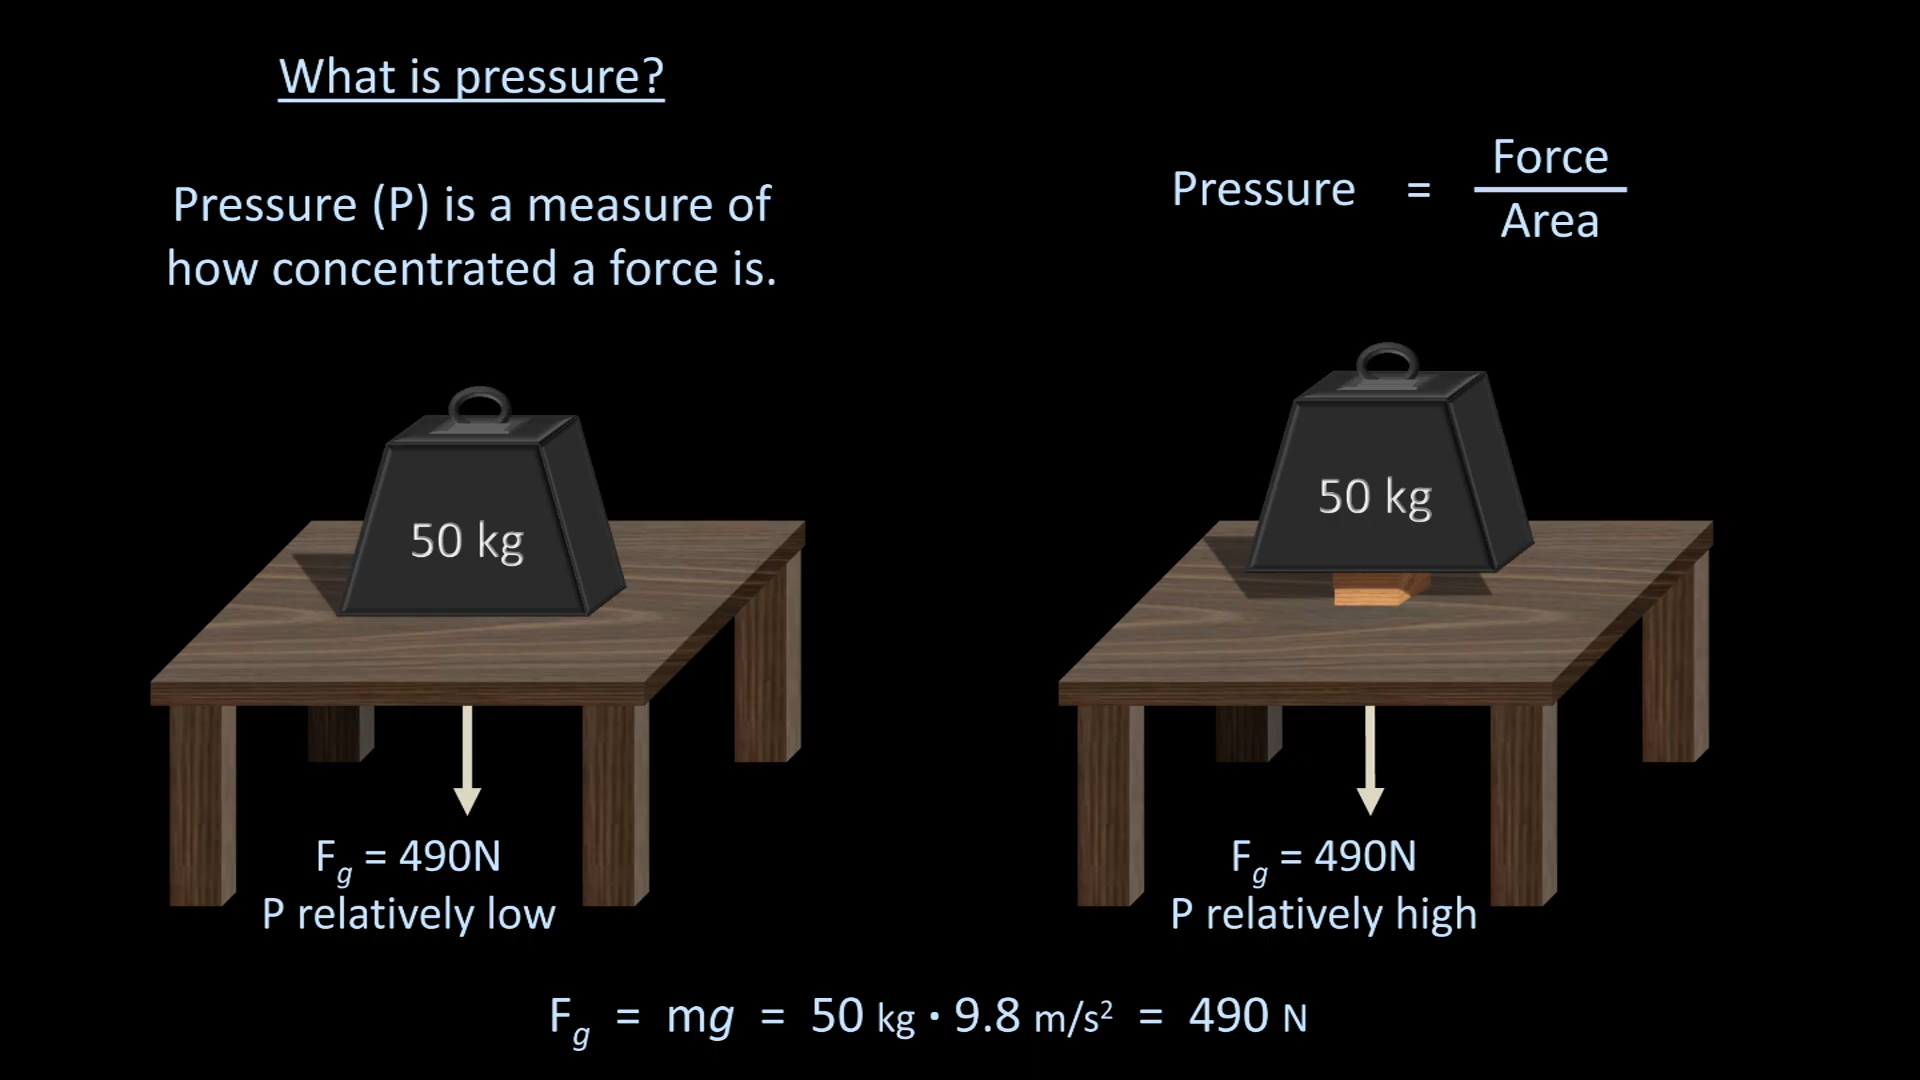 What is pressure?
Pressure (P) is a measure of
how concentrated a force is.
Pressure = Force
Area
50 kg
50 kg
Fg = 490N
P relatively low
Fg = 490N
P relatively high
Fg = mg = 50 kg · 9.8 m/s² = 490 N